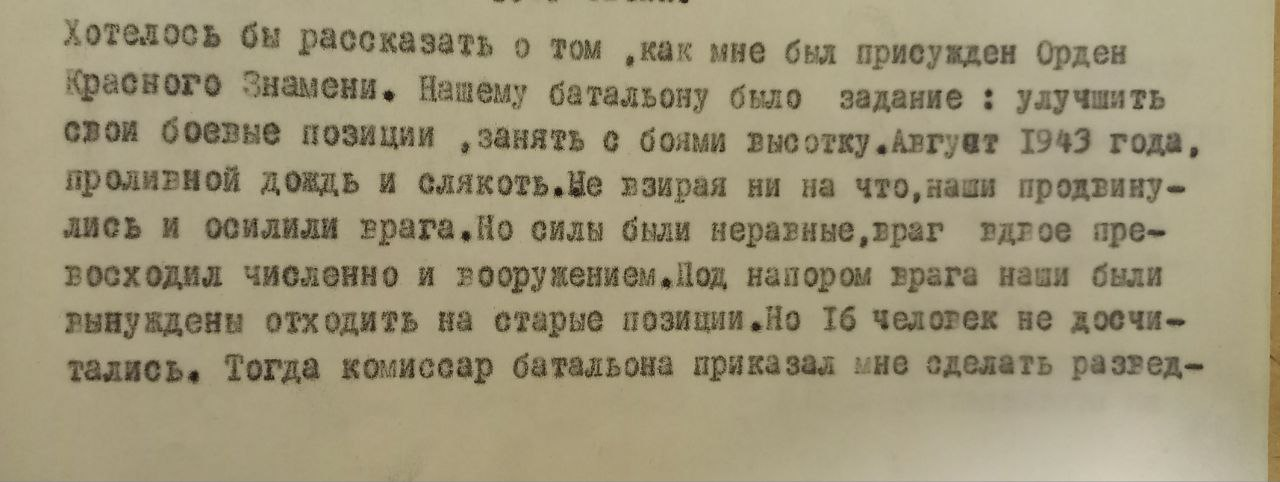 Хотелось бы рассказать о том ,как мне был присужден Орден
Красного Знамени. Нашему батальону было задание : улучшить
свои боевые позиции ,занять с боями высотку.Август 1943 года,
проливной дождь и слякоть.Не взирая ни на что,наши продвину-
лись и осилили врага.Но силы были неравные,враг вдвое пре-
восходил численно и вооружением.Под напором врага наши были
вынуждены отходить на старые позиции.Но 16 человек не досчи-
тались. Тогда комиссар батальона приказал мне сделать развед-